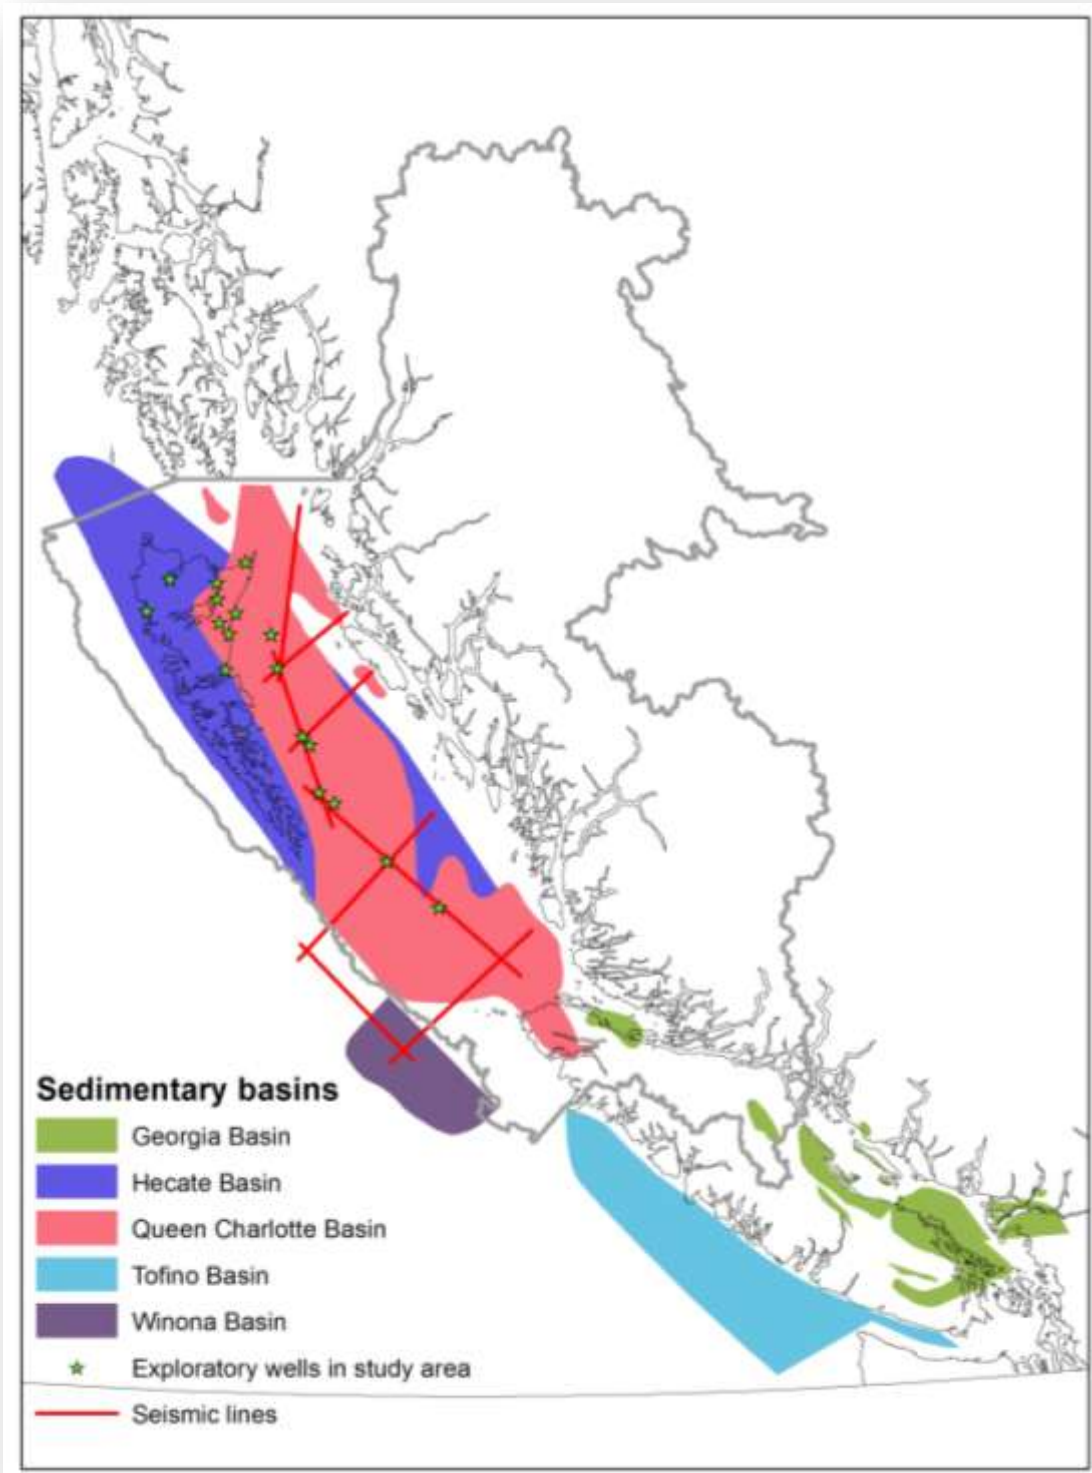 Sedimentary basins
Georgia Basin
Hecate Basin
Queen Charlotte Basin
Tofino Basin
Winona Basin
Exploratory wells in study area
Seismic lines